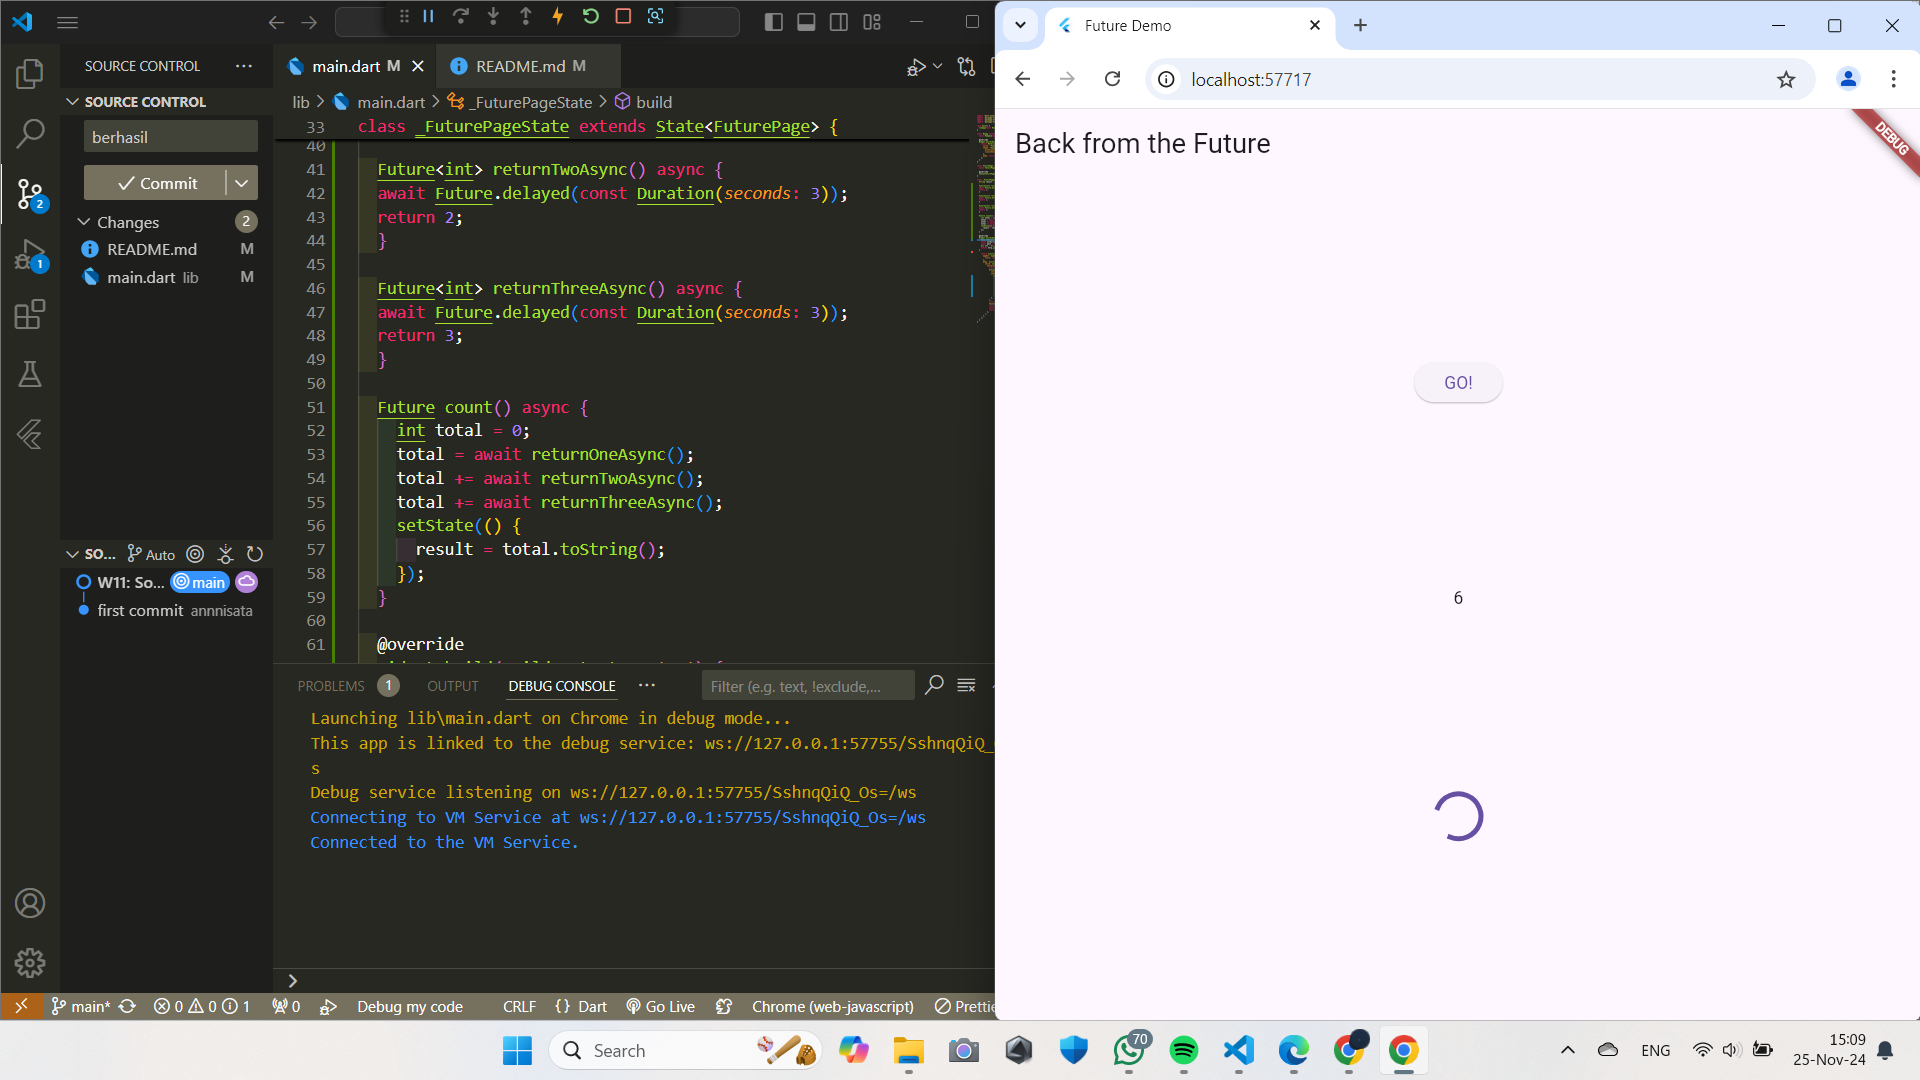 SOURCE CONTROL
SOURCE CONTROL
berhasil
Commit
Changes
2
README.md
M
main.dart lib
M
2
1
SO...
Auto
W11: So...
main
first commit annnisata
main.dart M
README.md M
lib > main.dart > _FuturePageState > build
33 class _FuturePageState extends State<FuturePage> {
40
41 Future<int> returnTwoAsync() async {
42 await Future.delayed(const Duration(seconds: 3));
43 return 2;
44 }
45
46 Future<int> returnThreeAsync() async {
47 await Future.delayed(const Duration(seconds: 3));
48 return 3;
49 }
50
51 Future count() async {
52 int total = 0;
53 total = await returnOneAsync();
54 total += await returnTwoAsync();
55 total += await returnThreeAsync();
56 setState(() {
57 result = total.toString();
58 });
59 }
60
61 @override
PROBLEMS 1
OUTPUT
DEBUG CONSOLE
Filter (e.g. text, !exclude,...
Launching lib\main.dart on Chrome in debug mode...
This app is linked to the debug service: ws://127.0.0.1:57755/SshnqQiQ_
s
Debug service listening on ws://127.0.0.1:57755/SshnqQiQ_Os=/ws
Connecting to VM Service at ws://127.0.0.1:57755/SshnqQiQ_Os=/ws
Connected to the VM Service.
main* 0 0 1 0 Debug my code CRLF {} Dart Go Live Chrome (web-javascript) Prettie
Future Demo
localhost:57717
DEBUG
Back from the Future
GO!
6
Search
70
ENG
15:09
25-Nov-24